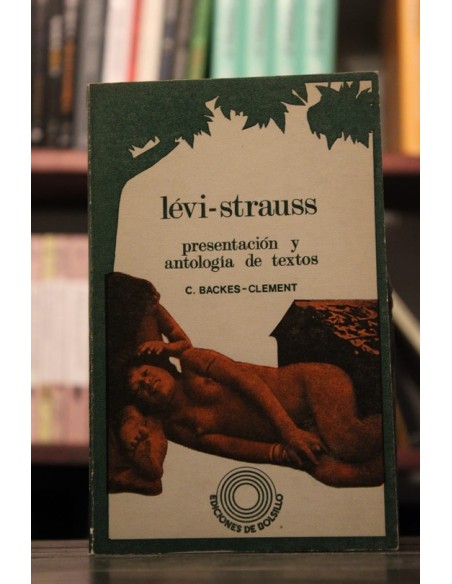 lévi-strauss
presentación y
antología de textos
C. BACKES-CLEMENT
EDICIONES DE BOLSILLO